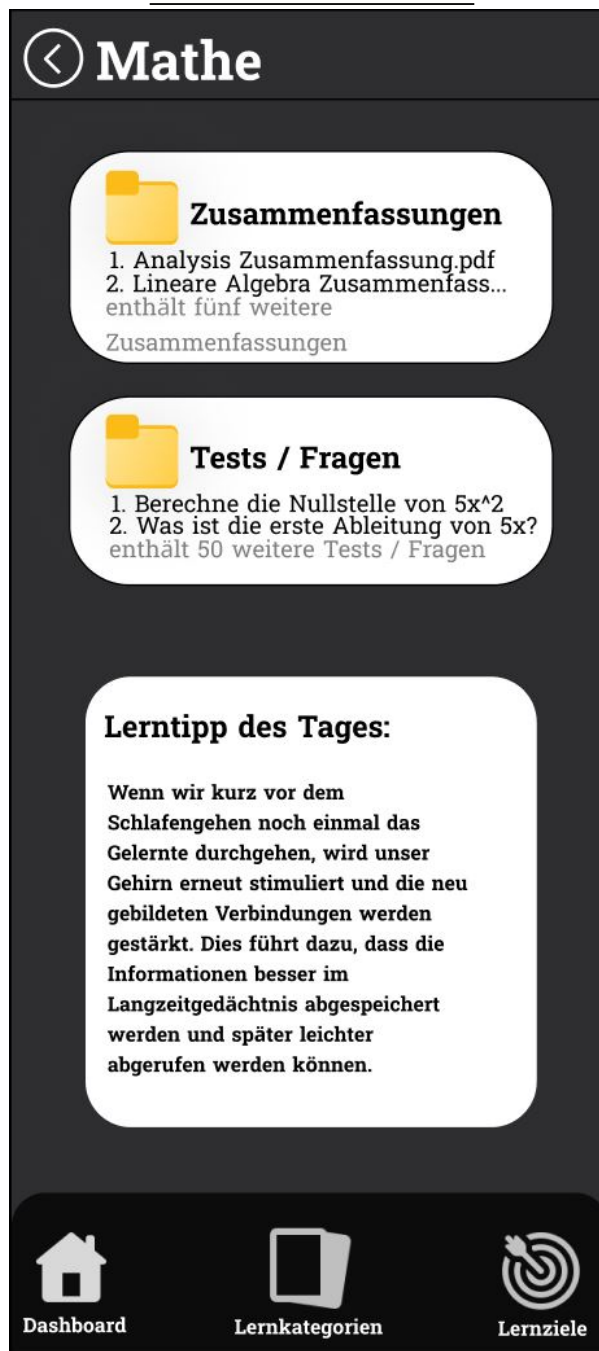 Mathe
Zusammenfassungen
1. Analysis Zusammenfassung.pdf
2. Lineare Algebra Zusammenfass...
enthält fünf weitere
Zusammenfassungen
Tests / Fragen
1. Berechne die Nullstelle von 5x^2
2. Was ist die erste Ableitung von 5x?
enthält 50 weitere Tests / Fragen
Lerntipp des Tages:
Wenn wir kurz vor dem
Schlafengehen noch einmal das
Gelernte durchgehen, wird unser
Gehirn erneut stimuliert und die neu
gebildeten Verbindungen werden
gestärkt. Dies führt dazu, dass die
Informationen besser im
Langzeitgedächtnis abgespeichert
werden und später leichter
abgerufen werden können.
Dashboard
Lernkategorien
Lernziele